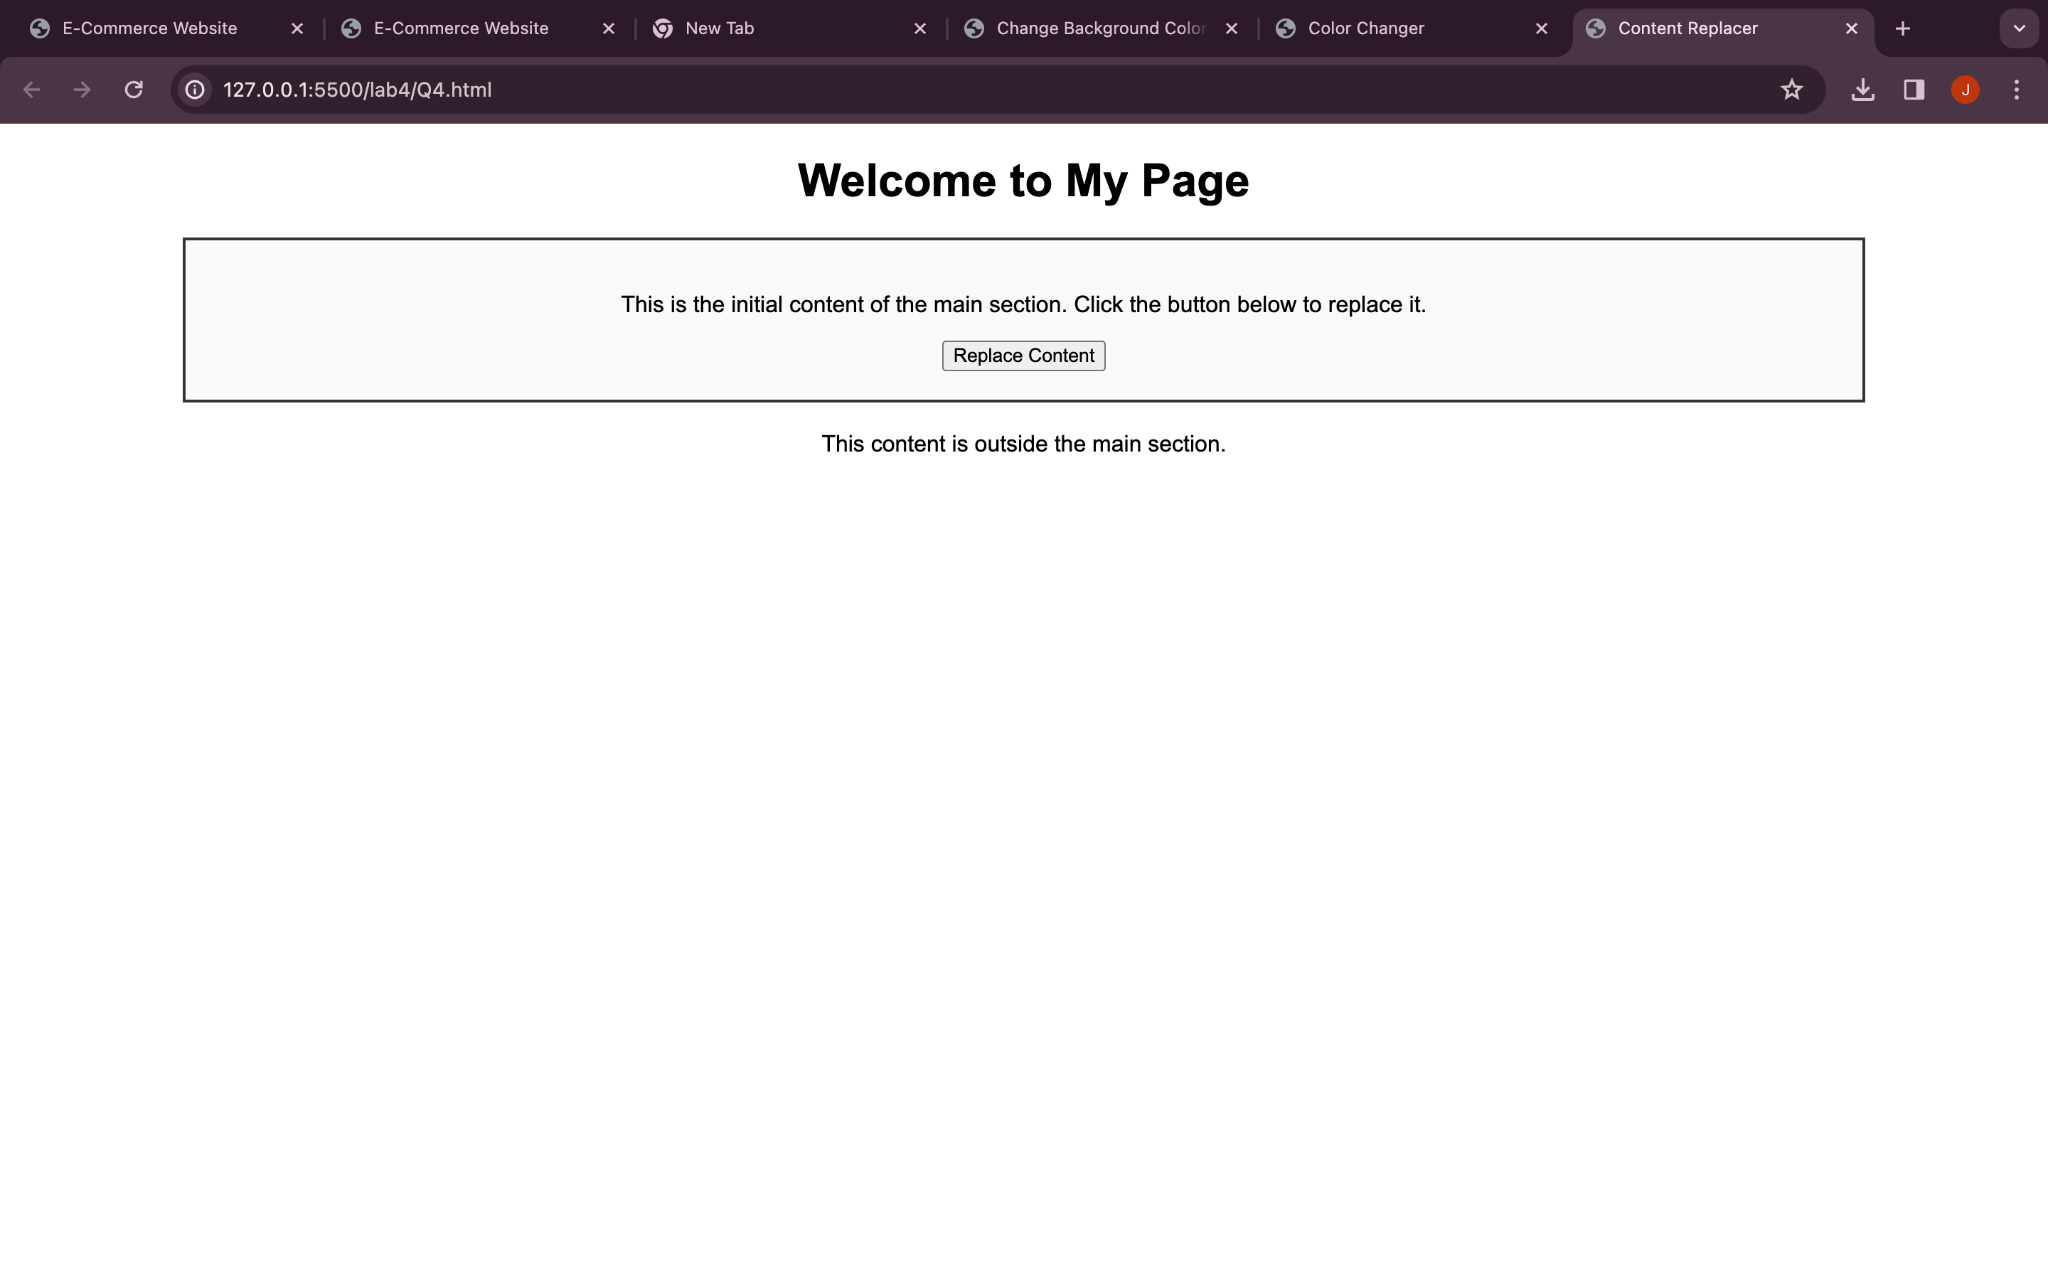 E-Commerce Website
E-Commerce Website
New Tab
Change Background Color
Color Changer
Content Replacer
127.0.0.1:5500/lab4/Q4.html
J
Welcome to My Page
This is the initial content of the main section. Click the button below to replace it.
Replace Content
This content is outside the main section.